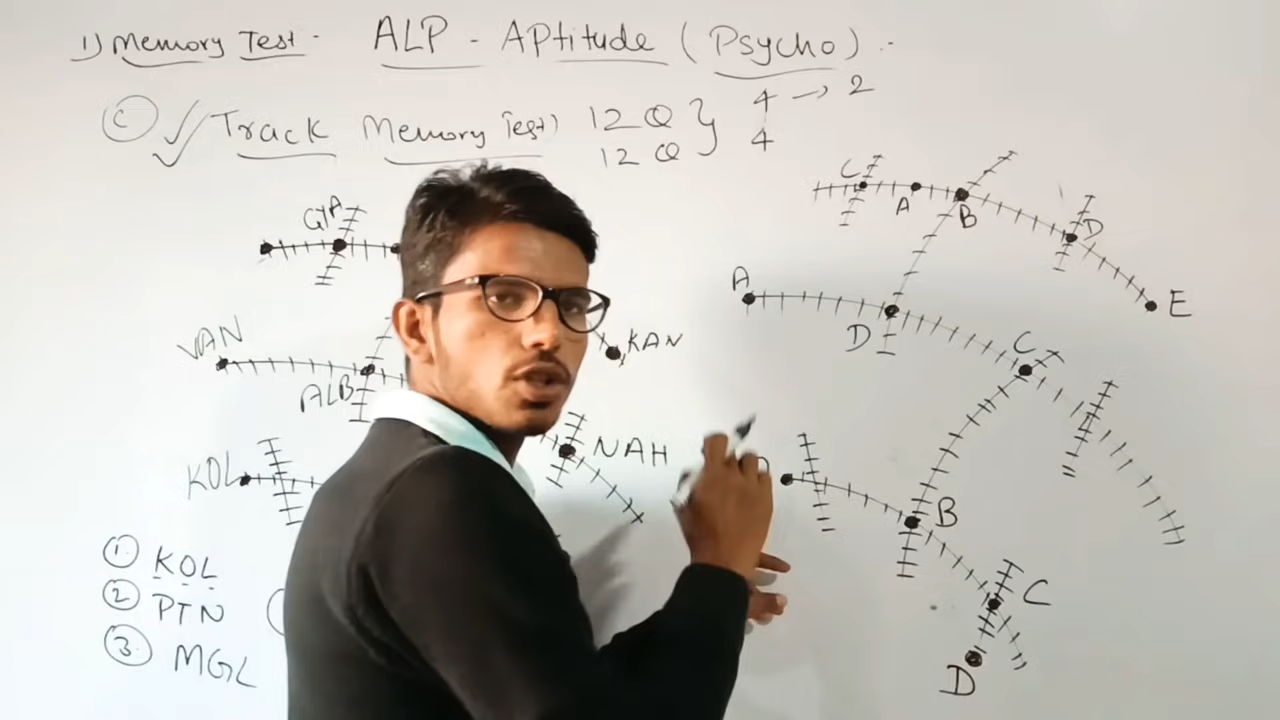 1) Memory Test - ALP - APtitude (Psycho) -
C Track Memory Test) 12 Q } 4 → 2
12 Q 4
GYA
C A B D
A E
VAN KAN
ALB D C
KOL NAH
B
① KOL
② PTN
③ MGL
C
D